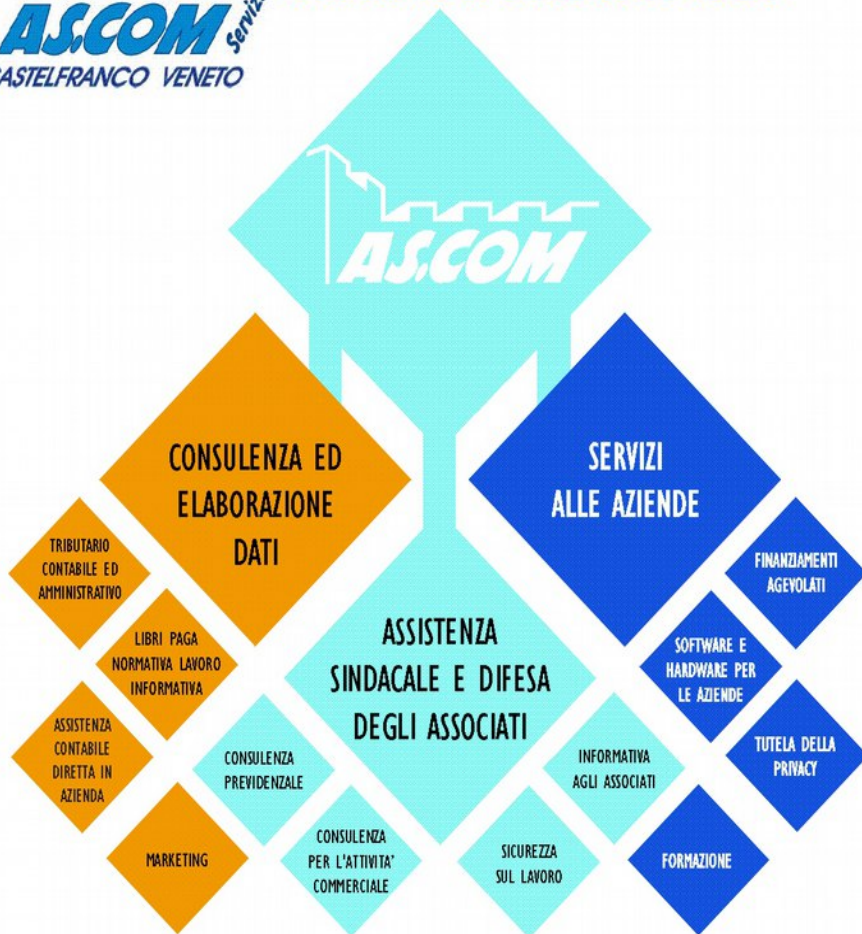 AS.COM Servizi
CASTELFRANCO VENETO
AS.COM
CONSULENZA ED
ELABORAZIONE
DATI
SERVIZI
ALLE AZIENDE
ASSISTENZA
SINDACALE E DIFESA
DEGLI ASSOCIATI
TRIBUTARIO
CONTABILE ED
AMMINISTRATIVO
LIBRI PAGA
NORMATIVA LAVORO
INFORMATIVA
ASSISTENZA
CONTABILE
DIRETTA IN
AZIENDA
MARKETING
CONSULENZA
PREVIDENZALE
CONSULENZA
PER L'ATTIVITA'
COMMERCIALE
INFORMATIVA
AGLI ASSOCIATI
SICUREZZA
SUL LAVORO
FINANZIAMENTI
AGEVOLATI
SOFTWARE E
HARDWARE PER
LE AZIENDE
TUTELA DELLA
PRIVACY
FORMAZIONE